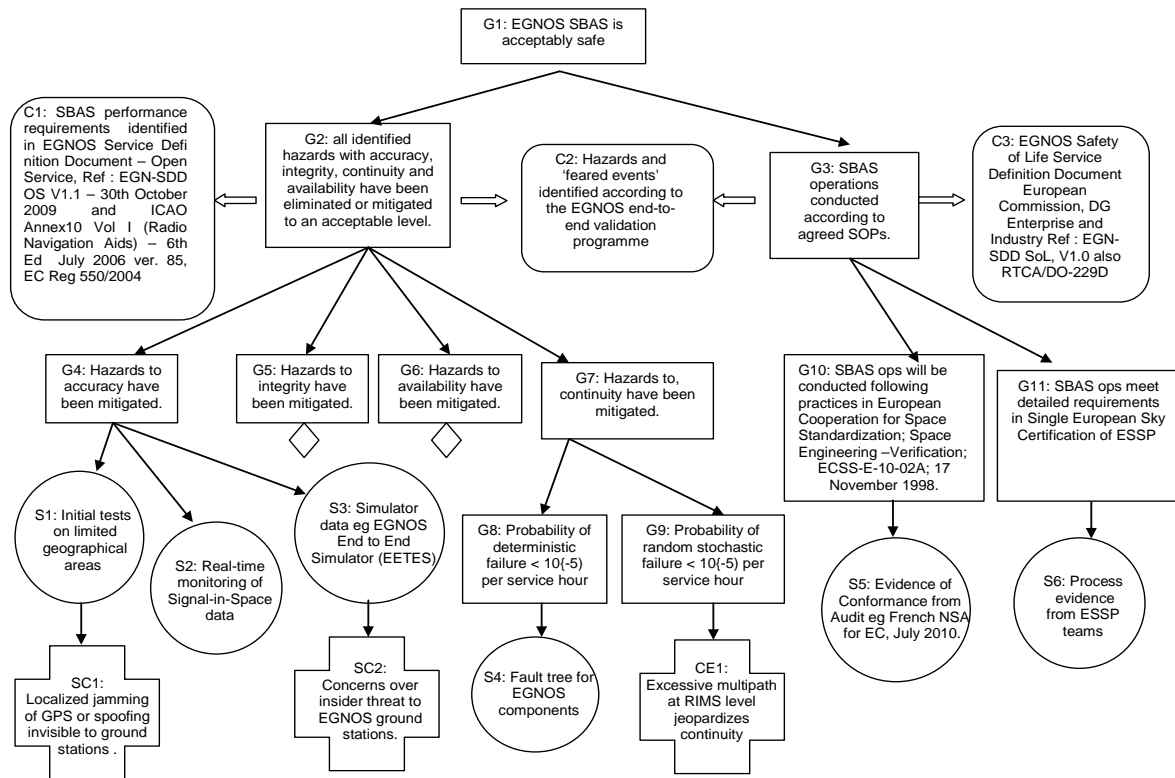 G1: EGNOS SBAS is
acceptably safe
C1: SBAS performance
requirements identified
in EGNOS Service Defi
nition Document – Open
Service, Ref : EGN-SDD
OS V1.1 – 30th October
2009 and ICAO
Annex10 Vol I (Radio
Navigation Aids) – 6th
Ed July 2006 ver. 85,
EC Reg 550/2004
G2: all identified
hazards with accuracy,
integrity, continuity and
availability have been
eliminated or mitigated
to an acceptable level.
C2: Hazards and
‘feared events’
identified according to
the EGNOS end-to-
end validation
programme
G3: SBAS
operations
conducted
according to
agreed SOPs.
C3: EGNOS Safety
of Life Service
Definition Document
European
Commission, DG
Enterprise and
Industry Ref : EGN-
SDD SoL, V1.0 also
RTCA/DO-229D
G4: Hazards to
accuracy have
been mitigated.
G5: Hazards to
integrity have
been mitigated.
G6: Hazards to
availability have
been mitigated.
G7: Hazards to,
continuity have been
mitigated.
G10: SBAS ops will be
conducted following
practices in European
Cooperation for Space
Standardization; Space
Engineering –Verification;
ECSS-E-10-02A; 17
November 1998.
G11: SBAS ops meet
detailed requirements
in Single European Sky
Certification of ESSP
S1: Initial tests
on limited
geographical
areas
S2: Real-time
monitoring of
Signal-in-Space
data
S3: Simulator
data eg EGNOS
End to End
Simulator (EETES)
G8: Probability of
deterministic
failure < 10{-5)
per service hour
G9: Probability of
random stochastic
failure < 10{-5) per
service hour
S5: Evidence of
Conformance from
Audit eg French NSA
for EC, July 2010.
S6: Process
evidence
from ESSP
teams
SC1:
Localized jamming
of GPS or spoofing
invisible to ground
stations .
SC2:
Concerns over
insider threat to
EGNOS ground
stations.
S4: Fault tree for
EGNOS
components
CE1:
Excessive multipath
at RIMS level
jeopardizes
continuity